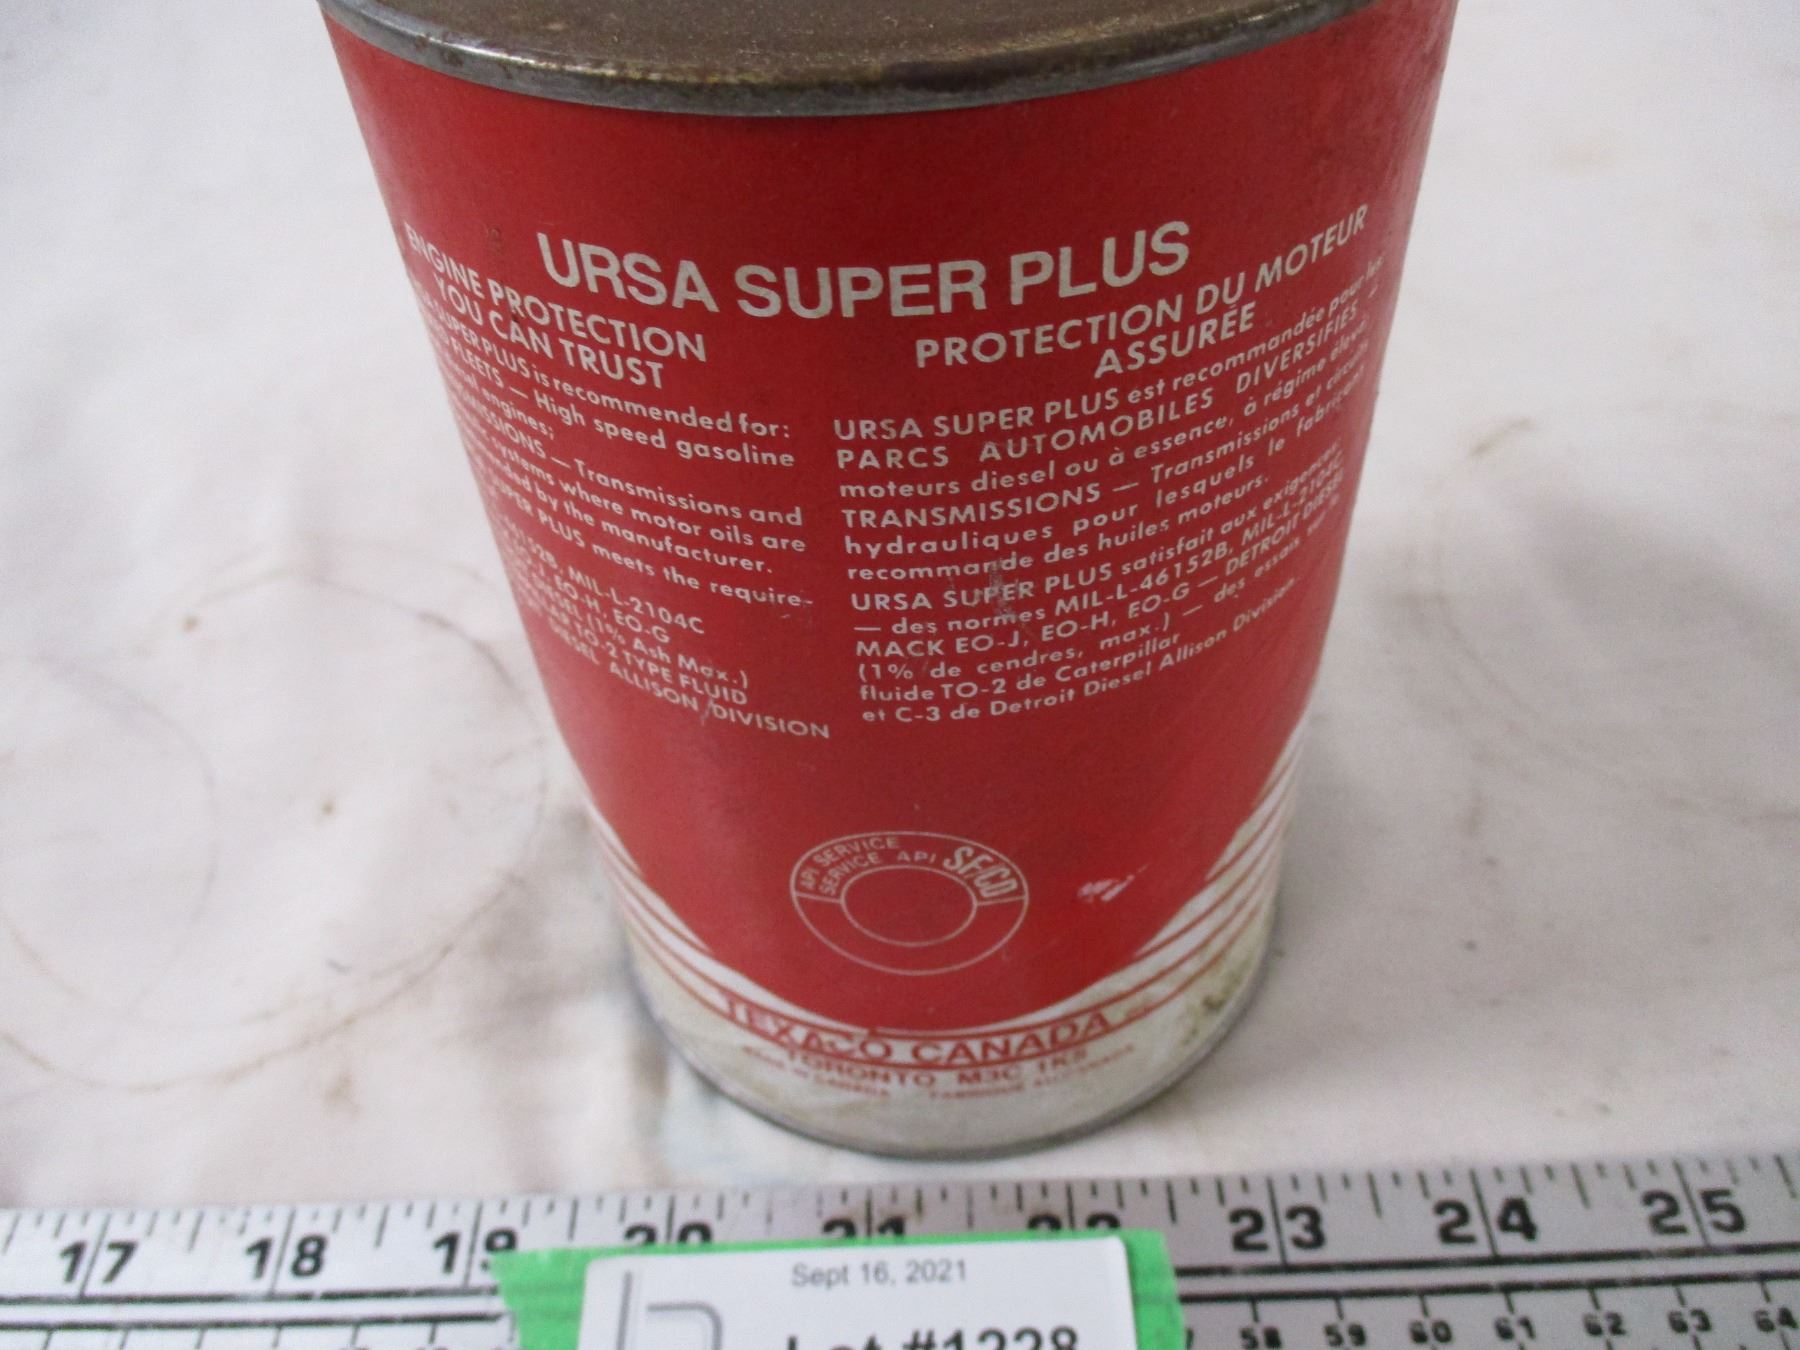 URSA SUPER PLUS
ENGINE PROTECTION
YOU CAN TRUST
SUPER PLUS is recommended for:
FLEETS — High speed gasoline
engines;
— Transmissions and
systems where motor oils are
by the manufacturer.
PLUS meets the require-
MIL-L-2104C
EO-H, EO-G
(1% Ash Max.)
TO-2 TYPE FLUID
ALLISON DIVISION
PROTECTION DU MOTEUR
ASSURÉE
URSA SUPER PLUS est recommandée pour les
PARCS AUTOMOBILES DIVERSIFIÉS —
moteurs diesel ou à essence, à régime élevé,
TRANSMISSIONS — Transmissions et circuits
hydrauliques pour lesquels le fabricant
recommande des huiles moteurs.
URSA SUPER PLUS satisfait aux exigences
— des normes MIL-L-46152B, MIL-L-2104C
MACK EO-J, EO-H, EO-G — DETROIT DIESEL
(1% de cendres, max.) — des essais
fluide TO-2 de Caterpillar
et C-3 de Detroit Diesel Allison Division.
API SERVICE
SERVICE API
SF/CD
TEXACO CANADA
TORONTO M3C 1K5
17 18 19 20 21 22 23 24 25
58 59 60 61 62 63 64
Sept 16, 2021
Lot #1228